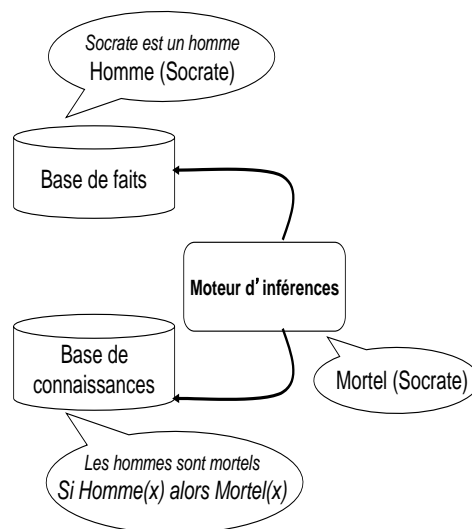 Socrate est un homme
Homme (Socrate)
Base de faits
Moteur d’inférences
Base de
connaissances
Mortel (Socrate)
Les hommes sont mortels
Si Homme(x) alors Mortel(x)